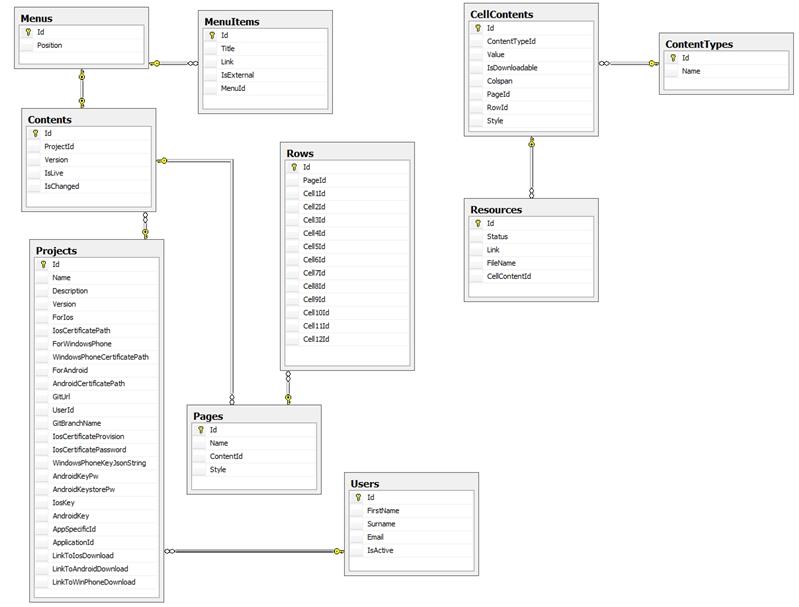 Menus
Id
Position
MenuItems
Id
Title
Link
IsExternal
MenuId
CellContents
Id
ContentTypeId
Value
IsDownloadable
Colspan
PageId
RowId
Style
ContentTypes
Id
Name
Contents
Id
ProjectId
Version
IsLive
IsChanged
Rows
Id
PageId
Cell1Id
Cell2Id
Cell3Id
Cell4Id
Cell5Id
Cell6Id
Cell7Id
Cell8Id
Cell9Id
Cell10Id
Cell11Id
Cell12Id
Resources
Id
Status
Link
FileName
CellContentId
Projects
Id
Name
Description
Version
ForIos
IosCertificatePath
ForWindowsPhone
WindowsPhoneCertificatePath
ForAndroid
AndroidCertificatePath
GitUrl
UserId
GitBranchName
IosCertificateProvision
IosCertificatePassword
WindowsPhoneKeyJsonString
AndroidKeyPw
AndroidKeystorePw
IosKey
AndroidKey
AppSpecificId
ApplicationId
LinkToIosDownload
LinkToAndroidDownload
LinkToWinPhoneDownload
Pages
Id
Name
ContentId
Style
Users
Id
FirstName
Surname
Email
IsActive